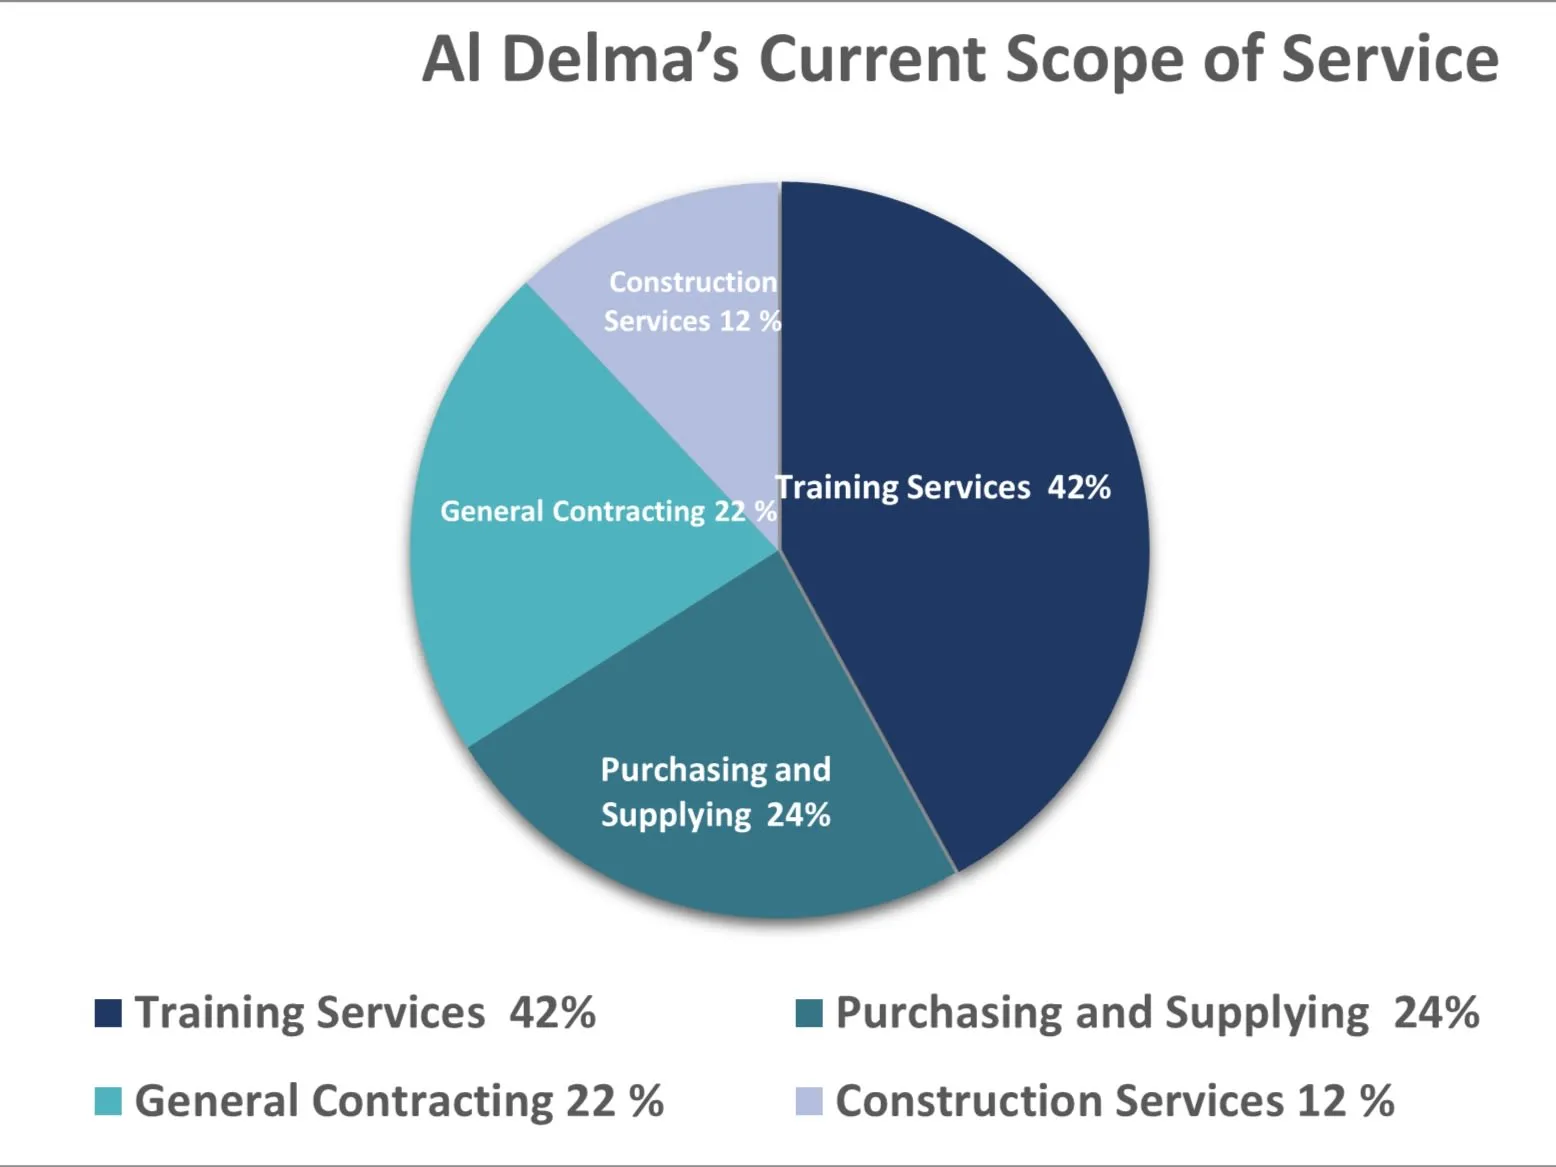 Al Delma’s Current Scope of Service
Construction
Services 12 %
Training Services 42%
General Contracting 22 %
Purchasing and
Supplying 24%
Training Services 42%
Purchasing and Supplying 24%
General Contracting 22 %
Construction Services 12 %